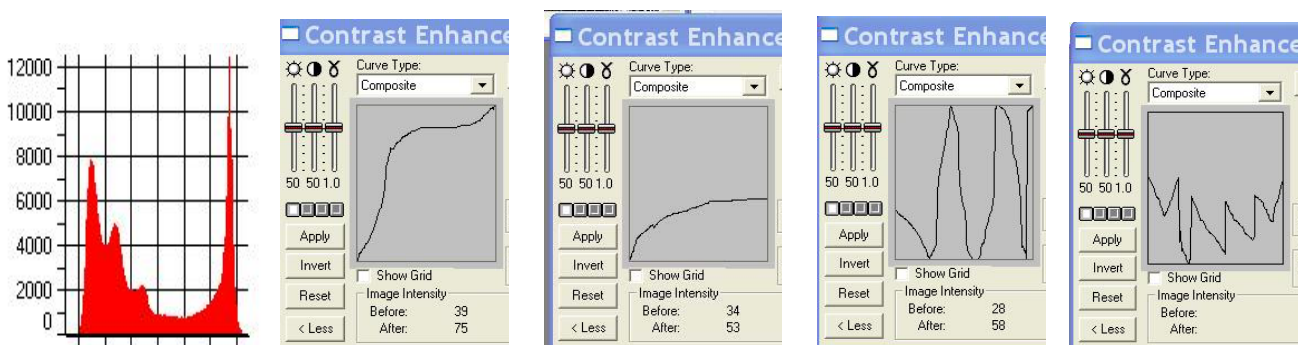 12000
10000
8000
6000
4000
2000
0
Contrast Enhance
Curve Type:
Composite
50 50 1.0
Apply
Invert
Reset
< Less
Show Grid
Image Intensity
Before: 39
After: 75
Contrast Enhance
Curve Type:
Composite
50 50 1.0
Apply
Invert
Reset
< Less
Show Grid
Image Intensity
Before: 34
After: 53
Contrast Enhance
Curve Type:
Composite
50 50 1.0
Apply
Invert
Reset
< Less
Show Grid
Image Intensity
Before: 28
After: 58
Contrast Enhance
Curve Type:
Composite
50 50 1.0
Apply
Invert
Reset
< Less
Show Grid
Image Intensity
Before:
After: